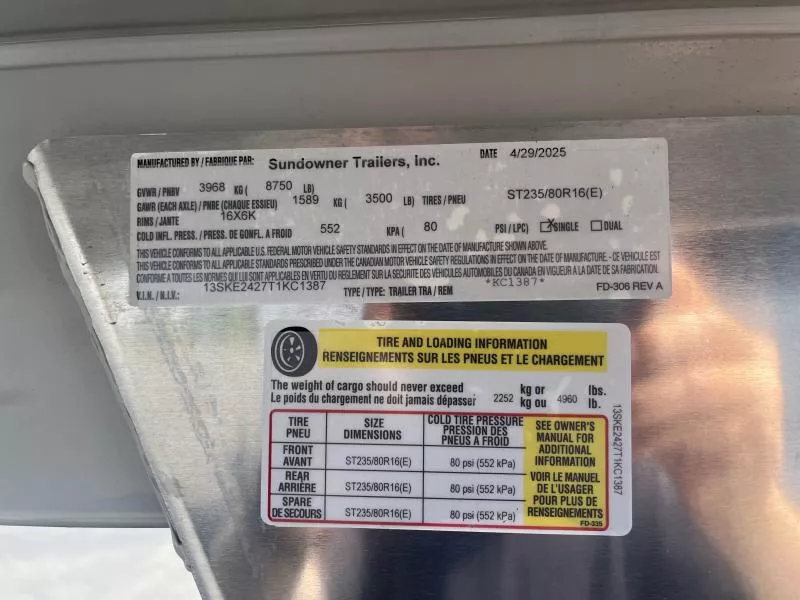 MANUFACTURED BY / FABRIQUE PAR: Sundowner Trailers, Inc. DATE 4/29/2025
GVWR / PNBV 3968 KG ( 8750 LB)
GAWR (EACH AXLE) / PNBE (CHAQUE ESSIEU) 1589 KG ( 3500 LB) TIRES / PNEU ST235/80R16(E)
RIMS / JANTE 16X6K
COLD INFL. PRESS. / PRESS. DE GONFL. A FROID 552 KPA ( 80 PSI / LPC) X SINGLE DUAL
THIS VEHICLE CONFORMS TO ALL APPLICABLE U.S. FEDERAL MOTOR VEHICLE SAFETY STANDARDS IN EFFECT ON THE DATE OF MANUFACTURE SHOWN ABOVE.
THIS VEHICLE CONFORMS TO ALL APPLICABLE STANDARDS PRESCRIBED UNDER THE CANADIAN MOTOR VEHICLE SAFETY REGULATIONS IN EFFECT ON THE DATE OF MANUFACTURE - CE VEHICULE EST
CONFORME A TOUTES LES NORMES QUI LUI SONT APPLICABLES EN VERTU DU REGLEMENT SUR LA SECURITE DES VEHICULES AUTOMOBILES DU CANADA EN VIGUEUR A LA DATE DE SA FABRICATION.
V.I.N. / N.I.V.: 13SKE2427T1KC1387 TYPE / TYPE: TRAILER TRA / REM *KC1387* FD-306 REV A
TIRE AND LOADING INFORMATION
RENSEIGNEMENTS SUR LES PNEUS ET LE CHARGEMENT
The weight of cargo should never exceed kg or lbs.
Le poids du chargement ne doit jamais dépasser 2252 kg ou 4960 lb.
TIRE PNEU SIZE DIMENSIONS COLD TIRE PRESSURE PRESSION DES PNEUS A FROID
FRONT AVANT ST235/80R16(E) 80 psi (552 kPa)
REAR ARRIÈRE ST235/80R16(E) 80 psi (552 kPa)
SPARE DE SECOURS ST235/80R16(E) 80 psi (552 kPa)
SEE OWNER'S
MANUAL FOR
ADDITIONAL
INFORMATION
VOIR LE MANUEL
DE L'USAGER
POUR PLUS DE
RENSEIGNEMENTS
FD-335
13SKE2427T1KC1387